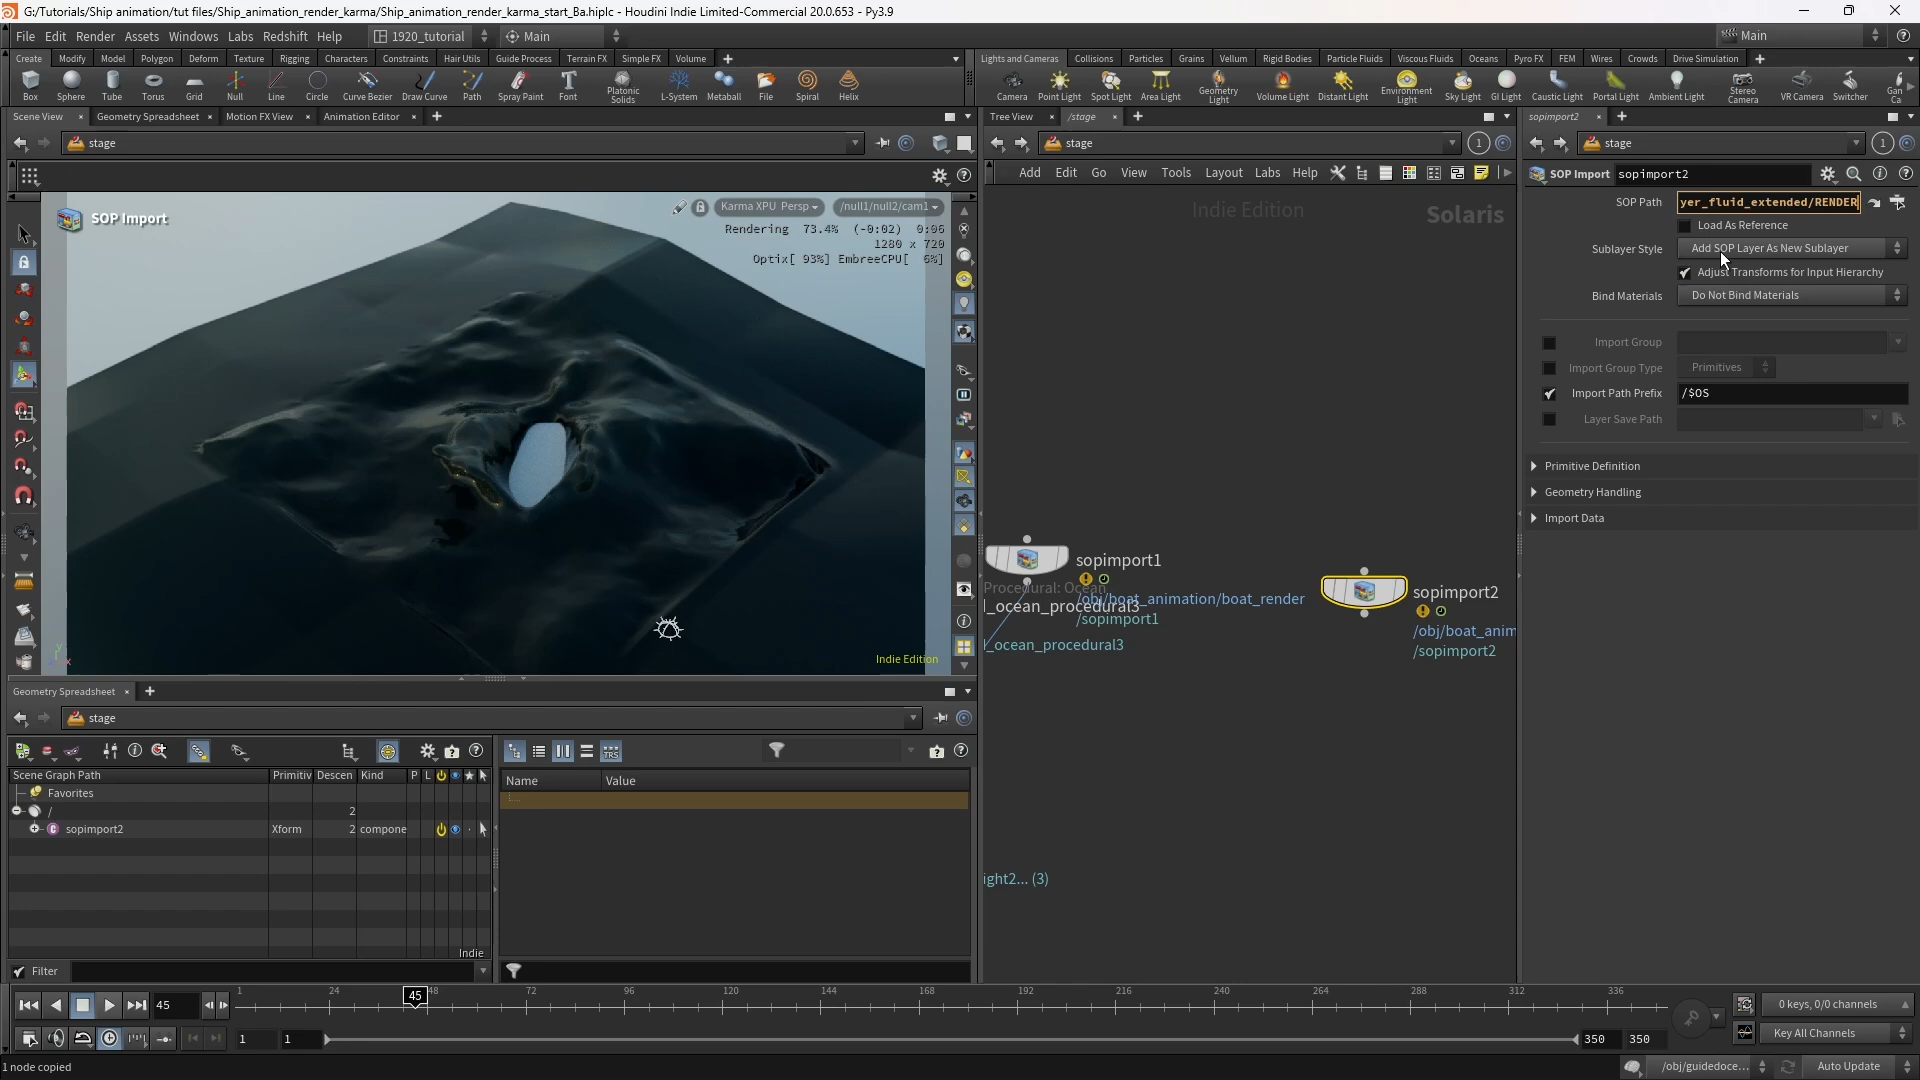 G:/Tutorials/Ship animation/tut files/Ship_animation_render_karma/Ship_animation_render_karma_start_Ba.hiplc - Houdini Indie Limited-Commercial 20.0.653 - Py3.9
File Edit Render Assets Windows Labs Redshift Help 1920_tutorial Main Main
Create Modify Model Polygon Deform Texture Rigging Characters Constraints Hair Utils Guide Process Terrain FX Simple FX Volume
Lights and Cameras Collisions Particles Grains Vellum Rigid Bodies Particle Fluids Viscous Fluids Oceans Pyro FX FEM Wires Crowds Drive Simulation
Box Sphere Tube Torus Grid Null Line Circle Curve Bezier Draw Curve Path Spray Paint Font Platonic Solids L-System Metaball File Spiral Helix
Camera Point Light Spot Light Area Light Geometry Light Volume Light Distant Light Environment Light Sky Light GI Light Caustic Light Portal Light Ambient Light Stereo Camera VR Camera Switcher Gan Ca
Scene View Geometry Spreadsheet Motion FX View Animation Editor
Tree View /stage
sopimport2
stage
stage 1
stage 1
Add Edit Go View Tools Layout Labs Help
SOP Import sopimport2
SOP Import
Karma XPU Persp /null1/null2/cam1
Rendering 73.4% (-0:02) 0:06
1280 x 720
Optix[ 93%] EmbreeCPU[ 6%]
Indie Edition
Indie Edition Solaris
sopimport1
/obj/boat_animation/boat_render
/sopimport1
Procedural: Ocean
l_ocean_procedural3
/_ocean_procedural3
sopimport2
/obj/boat_anim
/sopimport2
ight2... (3)
SOP Path yer_fluid_extended/RENDER
Load As Reference
Sublayer Style Add SOP Layer As New Sublayer
Adjust Transforms for Input Hierarchy
Bind Materials Do Not Bind Materials
Import Group
Import Group Type Primitives
Import Path Prefix /$OS
Layer Save Path
Primitive Definition
Geometry Handling
Import Data
Geometry Spreadsheet
stage
Scene Graph Path Primitiv Descen Kind P L
Favorites
/ 2
sopimport2 Xform 2 compone
Indie
Filter
TRS
Name Value
45 1 24 45 48 72 96 120 144 168 192 216 240 264 288 312 336
0 keys, 0/0 channels
1 1 350 350
Key All Channels
1 node copied
/obj/guidedoce... Auto Update